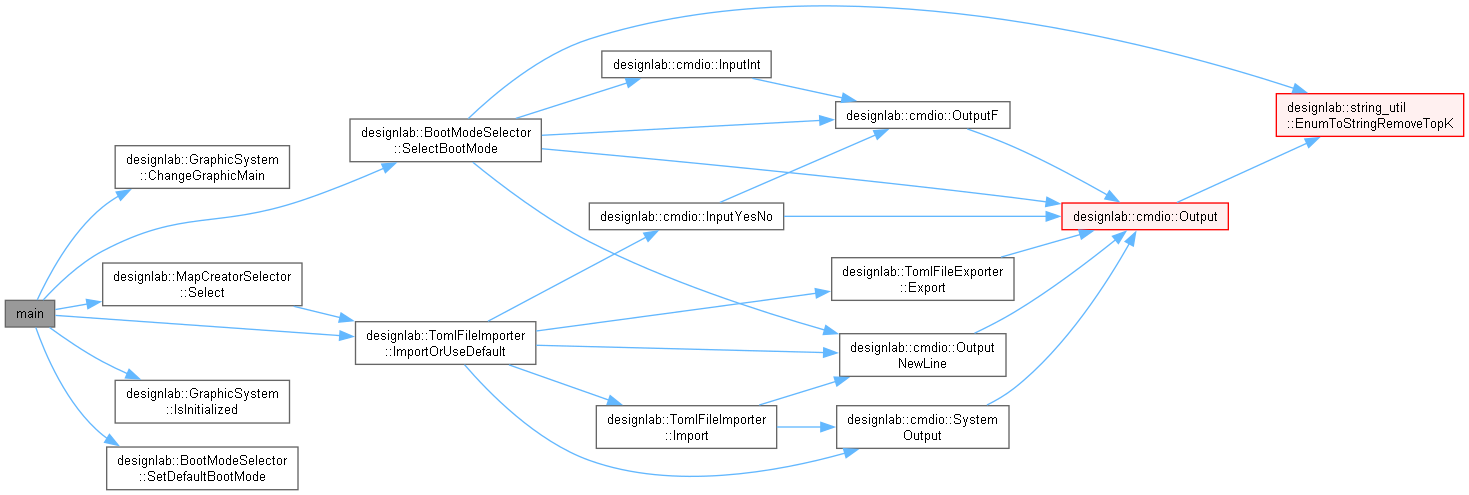 main
designlab::GraphicSystem
::ChangeGraphicMain
designlab::BootModeSelector
::SelectBootMode
designlab::MapCreatorSelector
::Select
designlab::TomlFileImporter
::ImportOrUseDefault
designlab::GraphicSystem
::IsInitialized
designlab::BootModeSelector
::SetDefaultBootMode
designlab::cmdio::InputInt
designlab::cmdio::InputYesNo
designlab::TomlFileImporter
::Import
designlab::cmdio::OutputF
designlab::TomlFileExporter
::Export
designlab::cmdio::Output
NewLine
designlab::cmdio::System
Output
designlab::cmdio::Output
designlab::string_util
::EnumToStringRemoveTopK